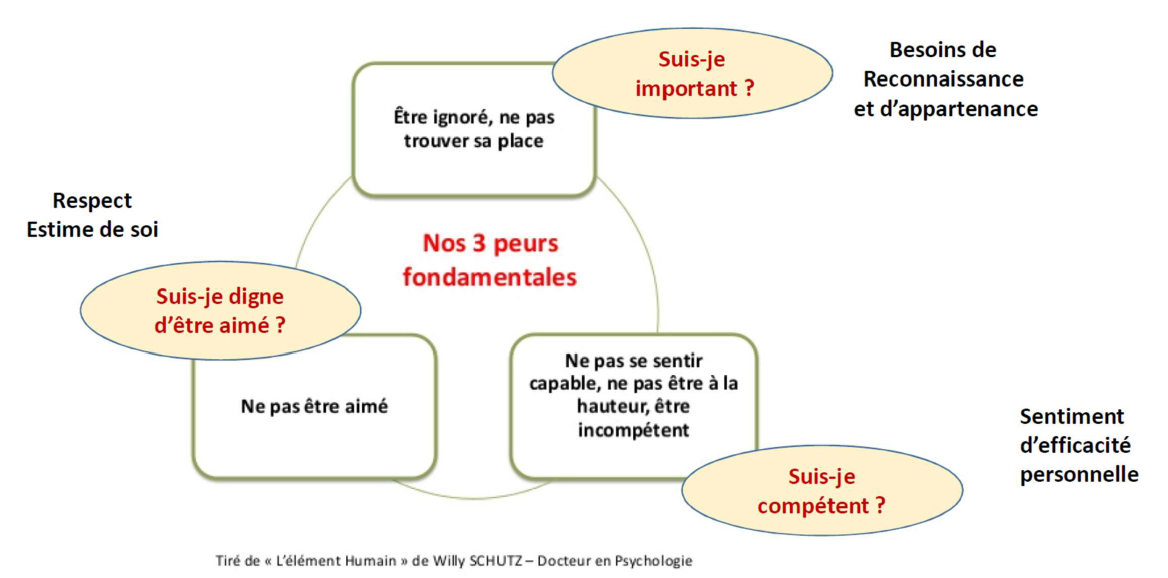 Suis-je
important ?
Besoins de
Reconnaissance
et d’appartenance
Être ignoré, ne pas
trouver sa place
Respect
Estime de soi
Nos 3 peurs
fondamentales
Suis-je digne
d’être aimé ?
Ne pas être aimé
Ne pas se sentir
capable, ne pas être à la
hauteur, être
incompétent
Sentiment
d’efficacité
personnelle
Suis-je
compétent ?
Tiré de « L’élément Humain » de Willy SCHUTZ – Docteur en Psychologie